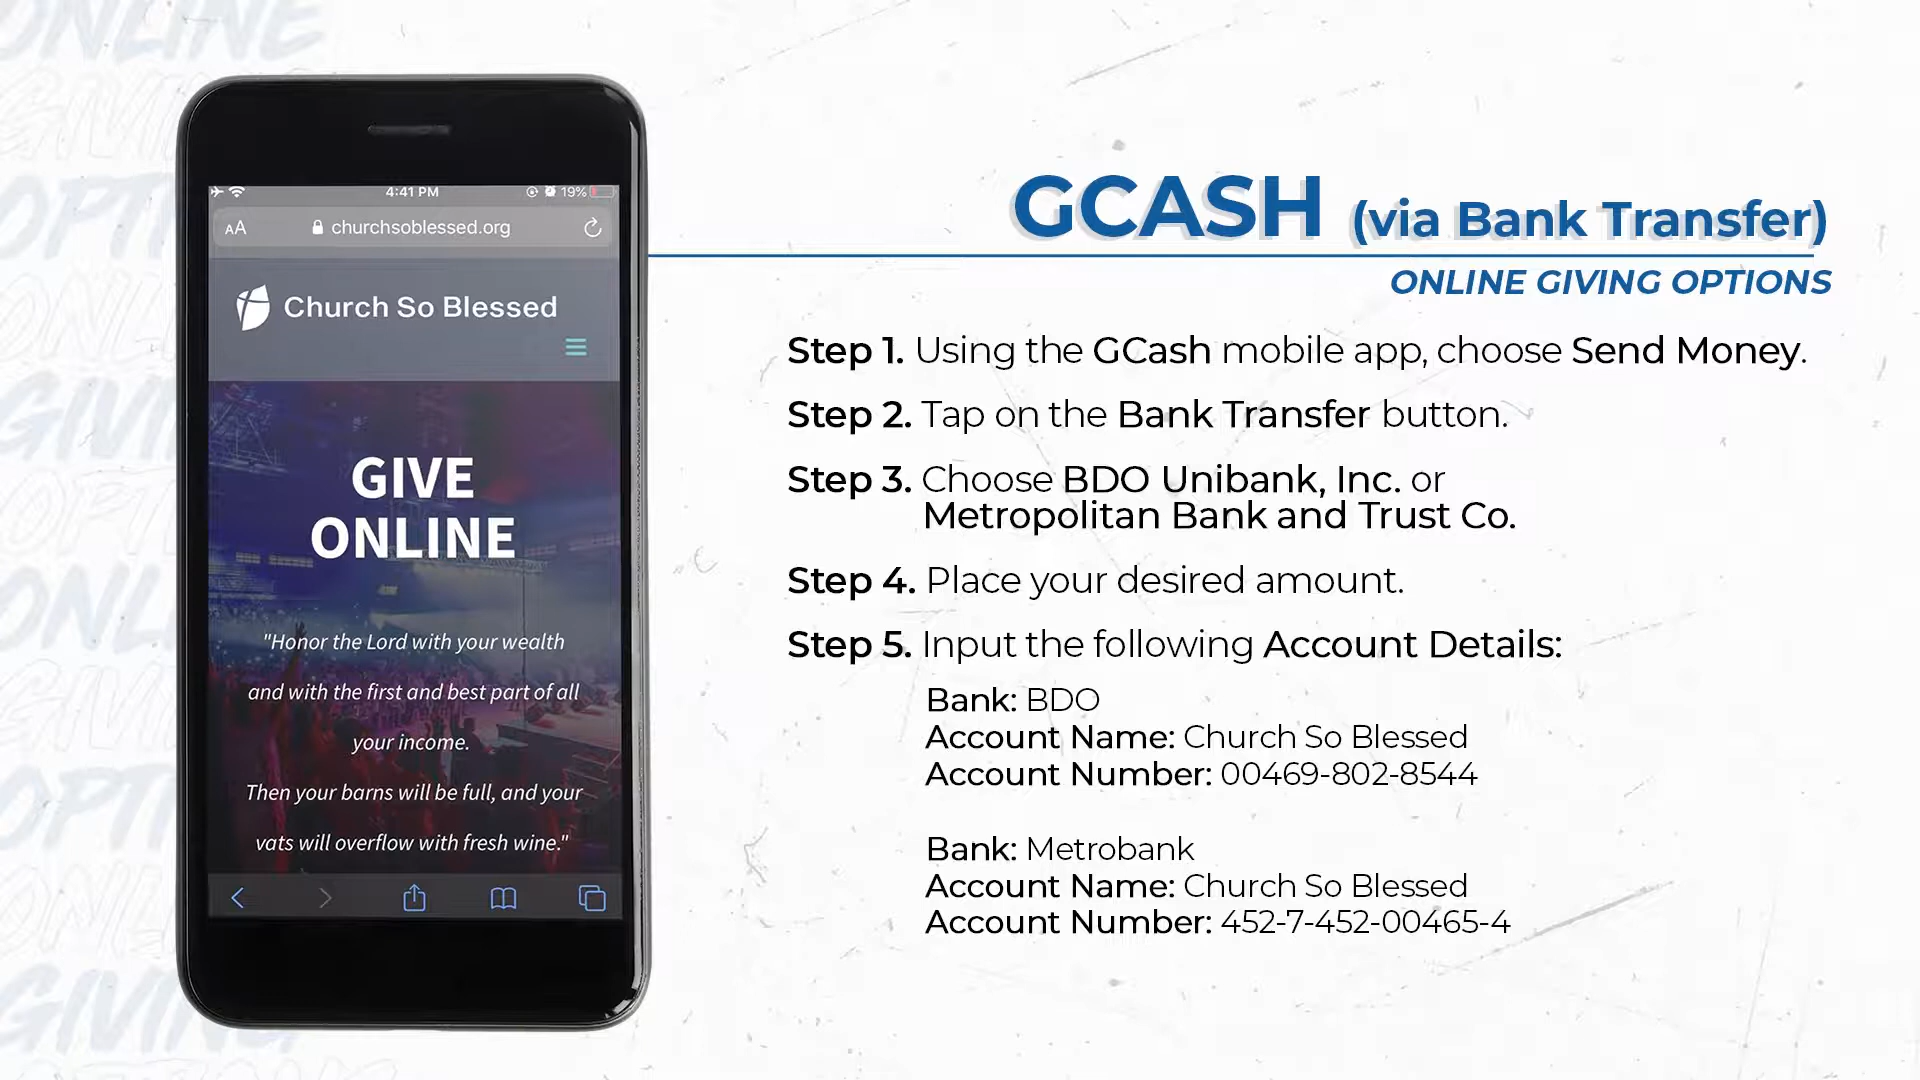 4:41 PM
19%
AA
churchsoblessed.org
Church So Blessed
GIVE
ONLINE
"Honor the Lord with your wealth
and with the first and best part of all
your income.
Then your barns will be full, and your
vats will overflow with fresh wine."
GCASH (via Bank Transfer)
ONLINE GIVING OPTIONS
Step 1. Using the GCash mobile app, choose Send Money.
Step 2. Tap on the Bank Transfer button.
Step 3. Choose BDO Unibank, Inc. or
Metropolitan Bank and Trust Co.
Step 4. Place your desired amount.
Step 5. Input the following Account Details:
Bank: BDO
Account Name: Church So Blessed
Account Number: 00469-802-8544
Bank: Metrobank
Account Name: Church So Blessed
Account Number: 452-7-452-00465-4